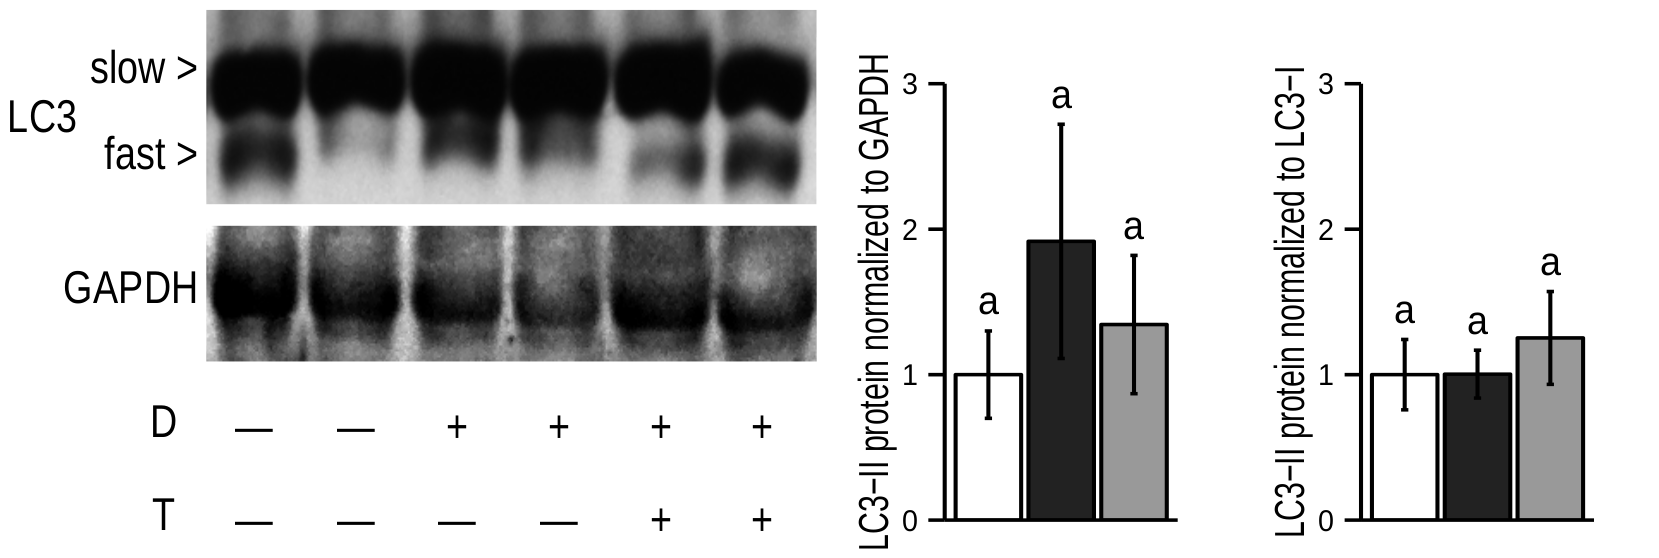 slow >
LC3
fast >
GAPDH
D — — + + + +
T — — — — + +
LC3−II protein normalized to GAPDH
3
2
1
0
a
a
a
LC3−II protein normalized to LC3−I
3
2
1
0
a
a
a